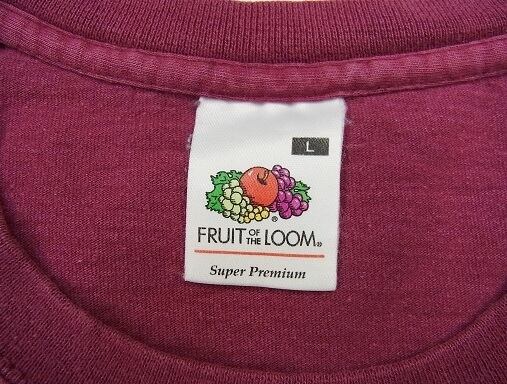 L
®
FRUIT OF THE LOOM®
Super Premium